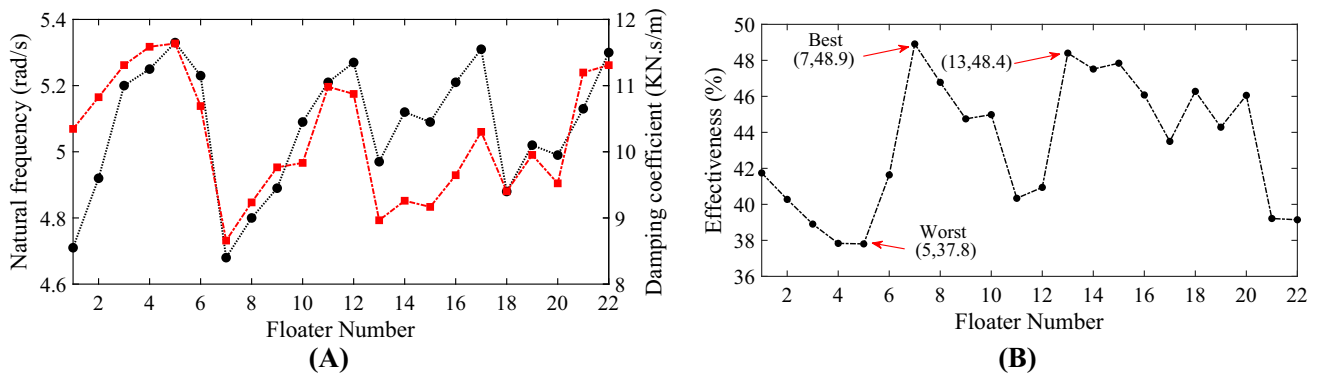 5.4
5.2
5
4.8
4.6
Natural frequency (rad/s)
12
11
10
9
8
Damping coefficient (KN.s/m)
2 4 6 8 10 12 14 16 18 20 22
Floater Number
(A)
50
48
46
44
42
40
38
36
Effectiveness (%)
Best
(7,48.9)
(13,48.4)
Worst
(5,37.8)
2 4 6 8 10 12 14 16 18 20 22
Floater Number
(B)